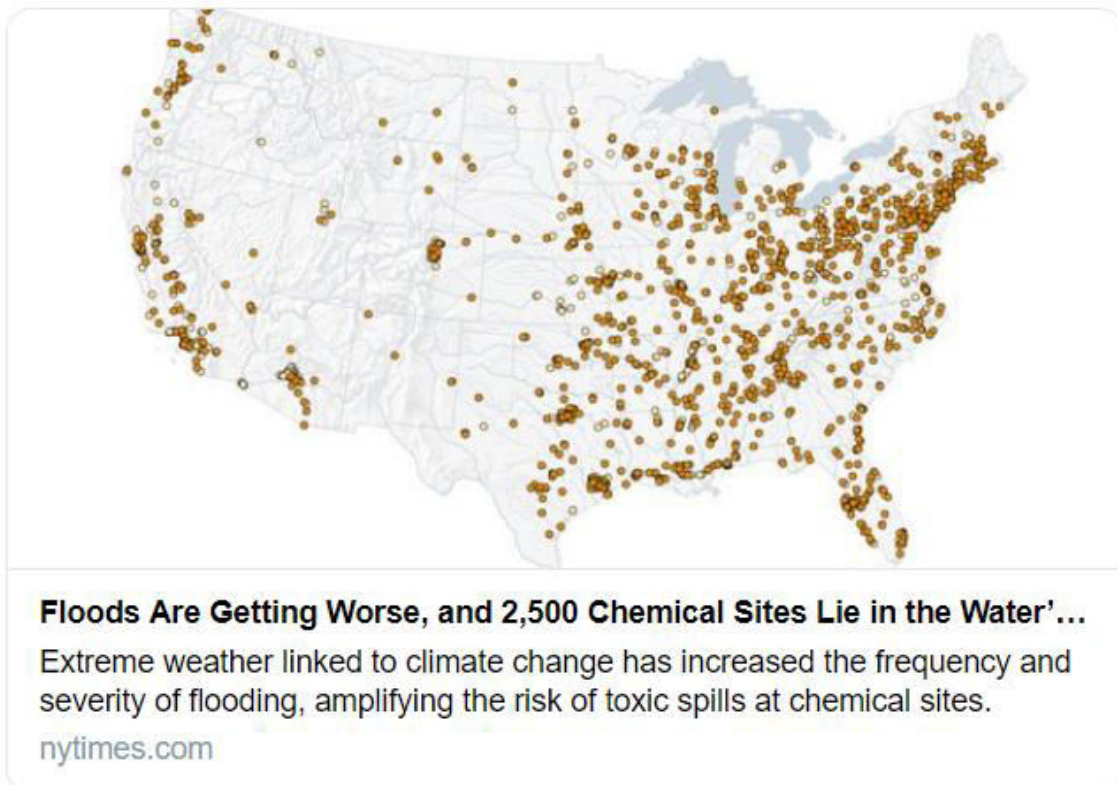 Floods Are Getting Worse, and 2,500 Chemical Sites Lie in the Water’...
Extreme weather linked to climate change has increased the frequency and
severity of flooding, amplifying the risk of toxic spills at chemical sites.
nytimes.com